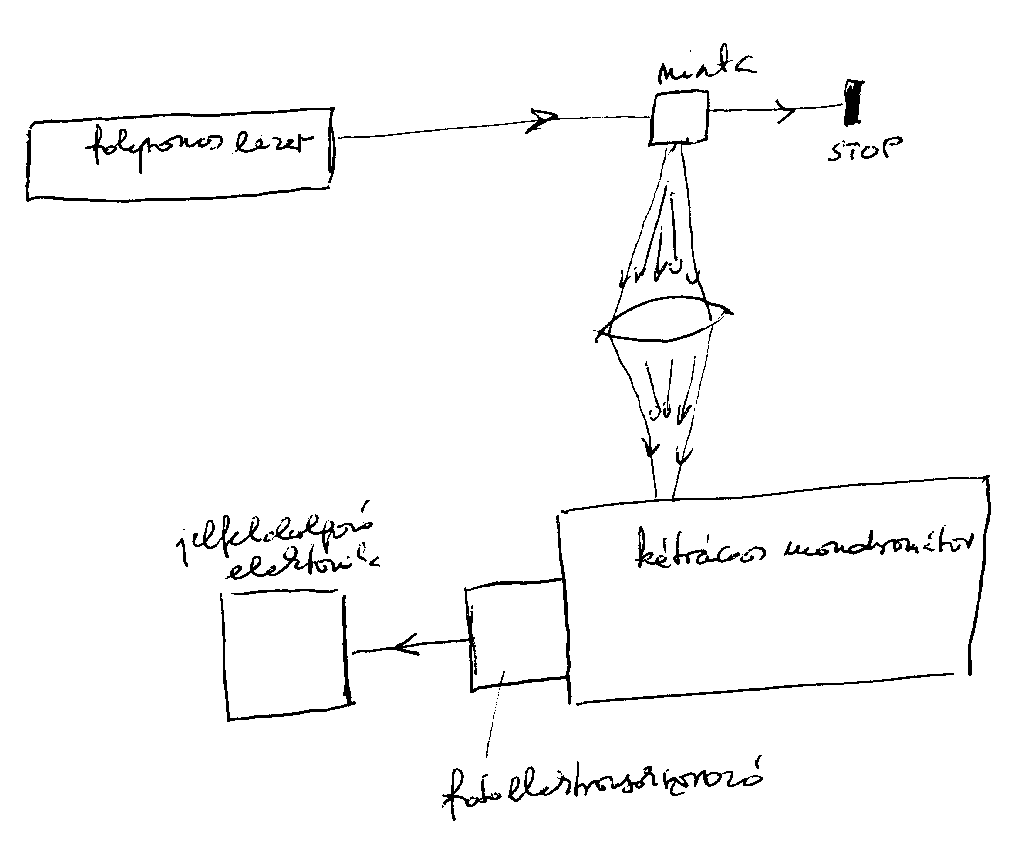 minta
folytonos lézer
STOP
jelfeldolgozó
elektronika
kétrácsos monokromátor
fotoelektronsokszorozó